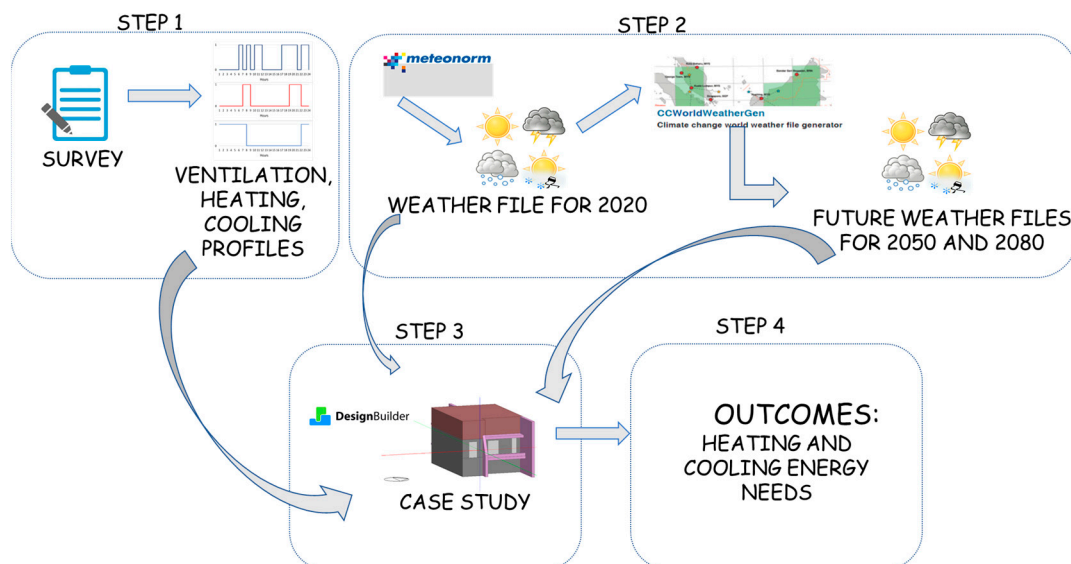 STEP 1
SURVEY
VENTILATION,
HEATING,
COOLING
PROFILES
STEP 2
meteonorm
WEATHER FILE FOR 2020
CCWorldWeatherGen
Climate change world weather file generator
FUTURE WEATHER FILES
FOR 2050 AND 2080
STEP 3
DesignBuilder
CASE STUDY
STEP 4
OUTCOMES:
HEATING AND
COOLING ENERGY
NEEDS